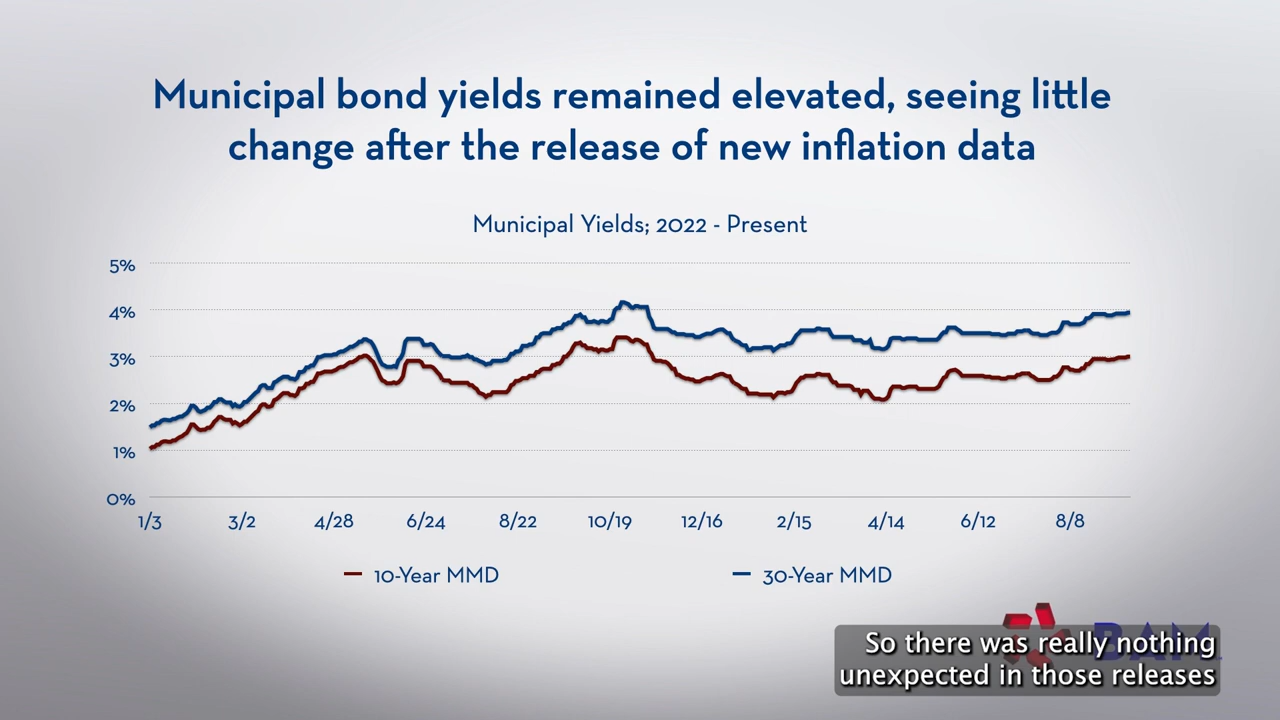 Municipal bond yields remained elevated, seeing little
change after the release of new inflation data
Municipal Yields; 2022 - Present
5%
4%
3%
2%
1%
0%
1/3 3/2 4/28 6/24 8/22 10/19 12/16 2/15 4/14 6/12 8/8
10-Year MMD 30-Year MMD
BAM.
So there was really nothing
unexpected in those releases